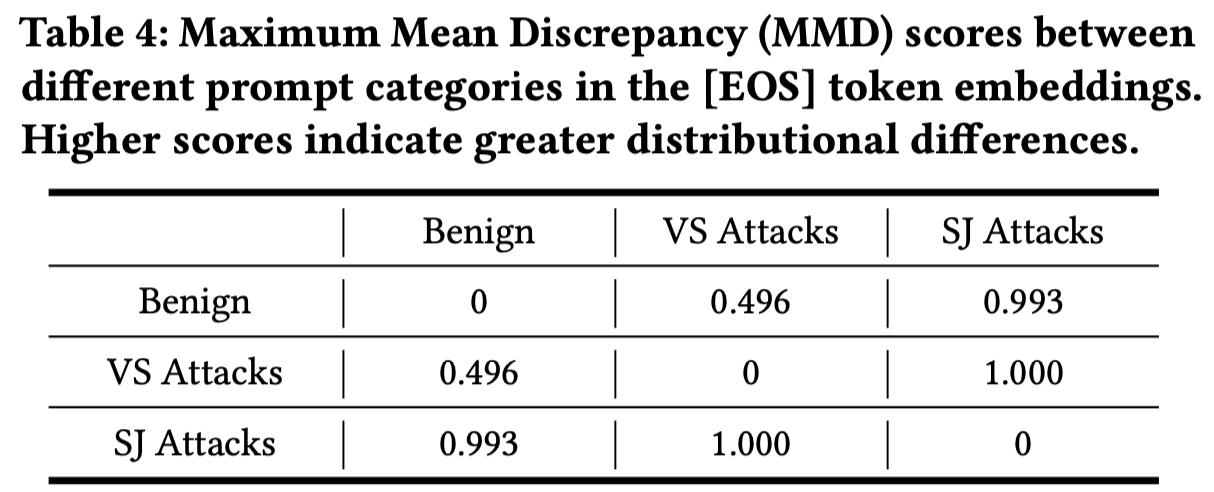 Table 4: Maximum Mean Discrepancy (MMD) scores between
different prompt categories in the [EOS] token embeddings.
Higher scores indicate greater distributional differences.
Benign VS Attacks SJ Attacks
Benign 0 0.496 0.993
VS Attacks 0.496 0 1.000
SJ Attacks 0.993 1.000 0